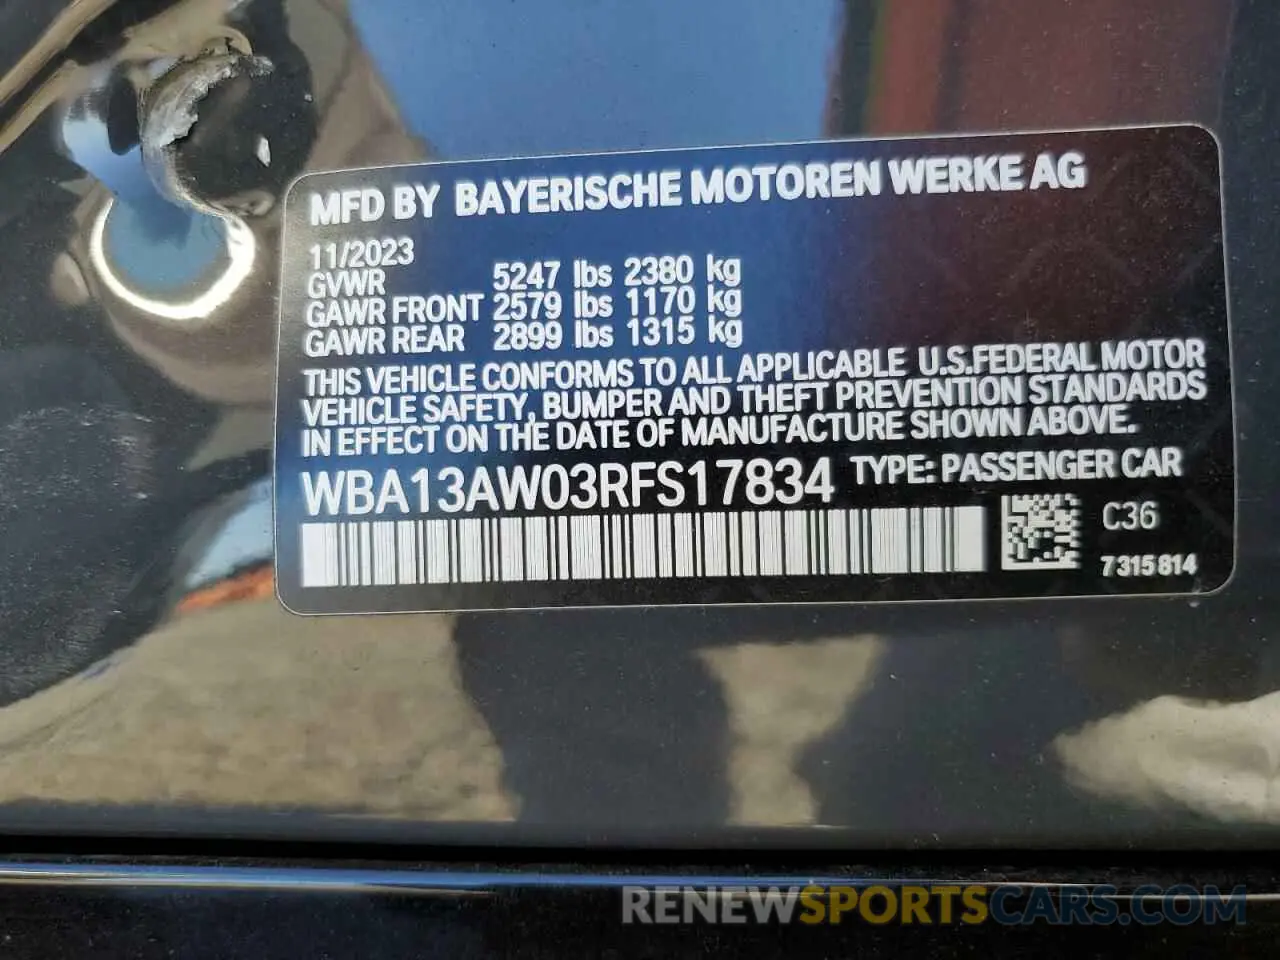 MFD BY BAYERISCHE MOTOREN WERKE AG
11/2023
GVWR 5247 lbs 2380 kg
GAWR FRONT 2579 lbs 1170 kg
GAWR REAR 2899 lbs 1315 kg
THIS VEHICLE CONFORMS TO ALL APPLICABLE U.S.FEDERAL MOTOR
VEHICLE SAFETY, BUMPER AND THEFT PREVENTION STANDARDS
IN EFFECT ON THE DATE OF MANUFACTURE SHOWN ABOVE.
WBA13AW03RFS17834 TYPE: PASSENGER CAR
C36
7315814
RENEWSPORTSCARS.COM